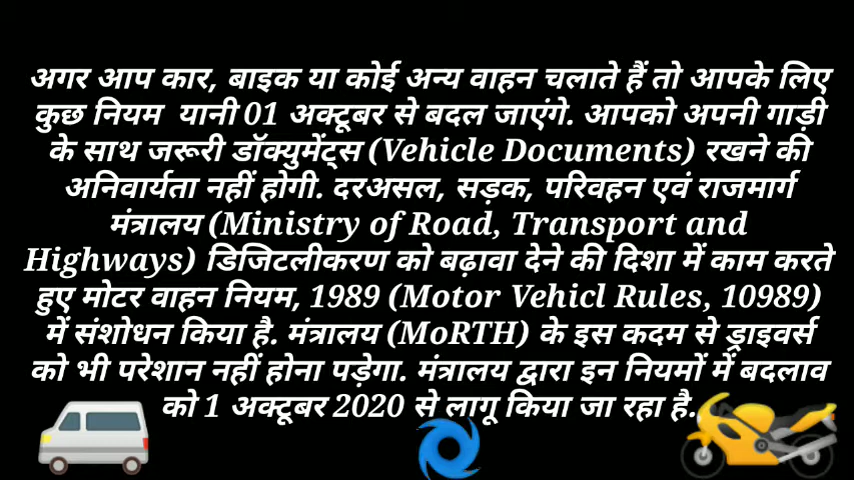 अगर आप कार, बाइक या कोई अन्य वाहन चलाते हैं तो आपके लिए
कुछ नियम यानी 01 अक्टूबर से बदल जाएंगे. आपको अपनी गाड़ी
के साथ जरूरी डॉक्युमेंट्स (Vehicle Documents) रखने की
अनिवार्यता नहीं होगी. दरअसल, सड़क, परिवहन एवं राजमार्ग
मंत्रालय (Ministry of Road, Transport and
Highways) डिजिटलीकरण को बढ़ावा देने की दिशा में काम करते
हुए मोटर वाहन नियम, 1989 (Motor Vehicl Rules, 10989)
में संशोधन किया है. मंत्रालय (MoRTH) के इस कदम से ड्राइवर्स
को भी परेशान नहीं होना पड़ेगा. मंत्रालय द्वारा इन नियमों में बदलाव
को 1 अक्टूबर 2020 से लागू किया जा रहा है.